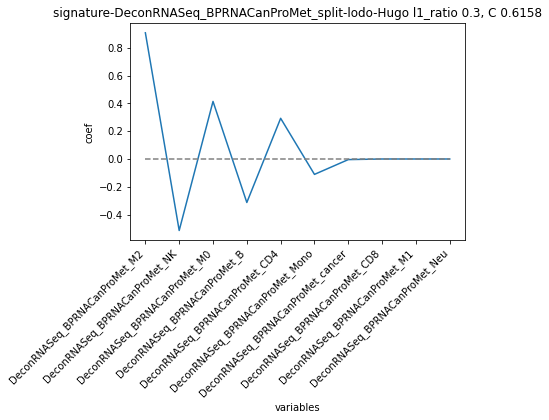 signature-DeconRNASeq_BPRNACanProMet_split-lodo-Hugo l1_ratio 0.3, C 0.6158
0.8
0.6
0.4
0.2
0.0
−0.2
−0.4
coef
DeconRNASeq_BPRNACanProMet_M2
DeconRNASeq_BPRNACanProMet_NK
DeconRNASeq_BPRNACanProMet_M0
DeconRNASeq_BPRNACanProMet_B
DeconRNASeq_BPRNACanProMet_CD4
DeconRNASeq_BPRNACanProMet_Mono
DeconRNASeq_BPRNACanProMet_cancer
DeconRNASeq_BPRNACanProMet_CD8
DeconRNASeq_BPRNACanProMet_M1
DeconRNASeq_BPRNACanProMet_Neu
variables